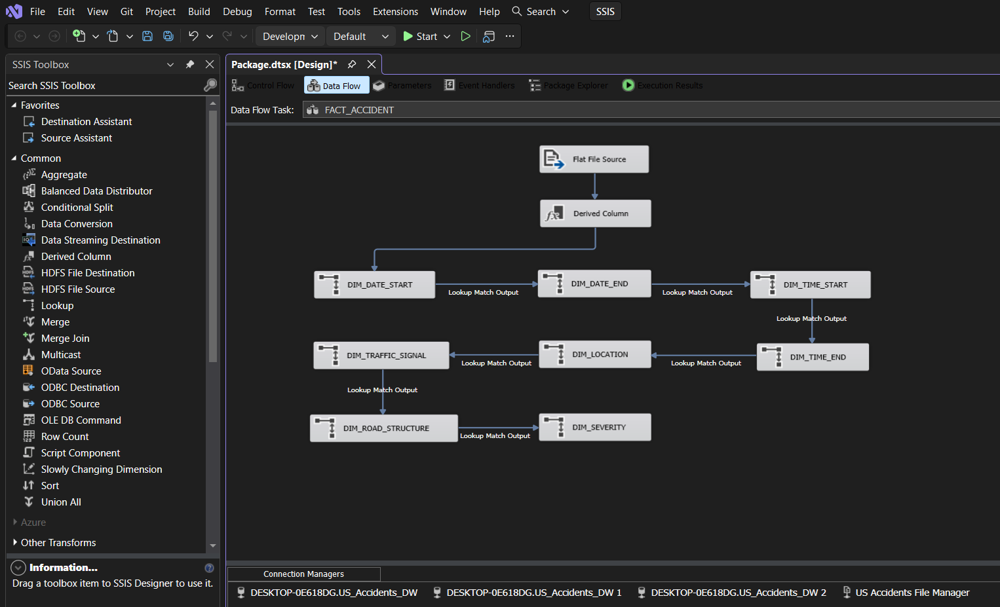 File Edit View Git Project Build Debug Format Test Tools Extensions Window Help Search SSIS
Developm Default Start
SSIS Toolbox
Package.dtsx [Design]*
Search SSIS Toolbox
Control Flow Data Flow Parameters Event Handlers Package Explorer Execution Results
Data Flow Task: FACT_ACCIDENT
Favorites
Destination Assistant
Source Assistant
Common
Aggregate
Balanced Data Distributor
Conditional Split
Data Conversion
Data Streaming Destination
Derived Column
HDFS File Destination
HDFS File Source
Lookup
Merge
Merge Join
Multicast
OData Source
ODBC Destination
ODBC Source
OLE DB Command
Row Count
Script Component
Slowly Changing Dimension
Sort
Union All
Azure
Other Transforms
Information...
Drag a toolbox item to SSIS Designer to use it.
Flat File Source
Derived Column
DIM_DATE_START
Lookup Match Output
DIM_DATE_END
Lookup Match Output
DIM_TIME_START
Lookup Match Output
DIM_TIME_END
Lookup Match Output
DIM_LOCATION
Lookup Match Output
DIM_TRAFFIC_SIGNAL
Lookup Match Output
DIM_ROAD_STRUCTURE
Lookup Match Output
DIM_SEVERITY
Connection Managers
DESKTOP-0E618DG.US_Accidents_DW
DESKTOP-0E618DG.US_Accidents_DW 1
DESKTOP-0E618DG.US_Accidents_DW 2
US Accidents File Manager